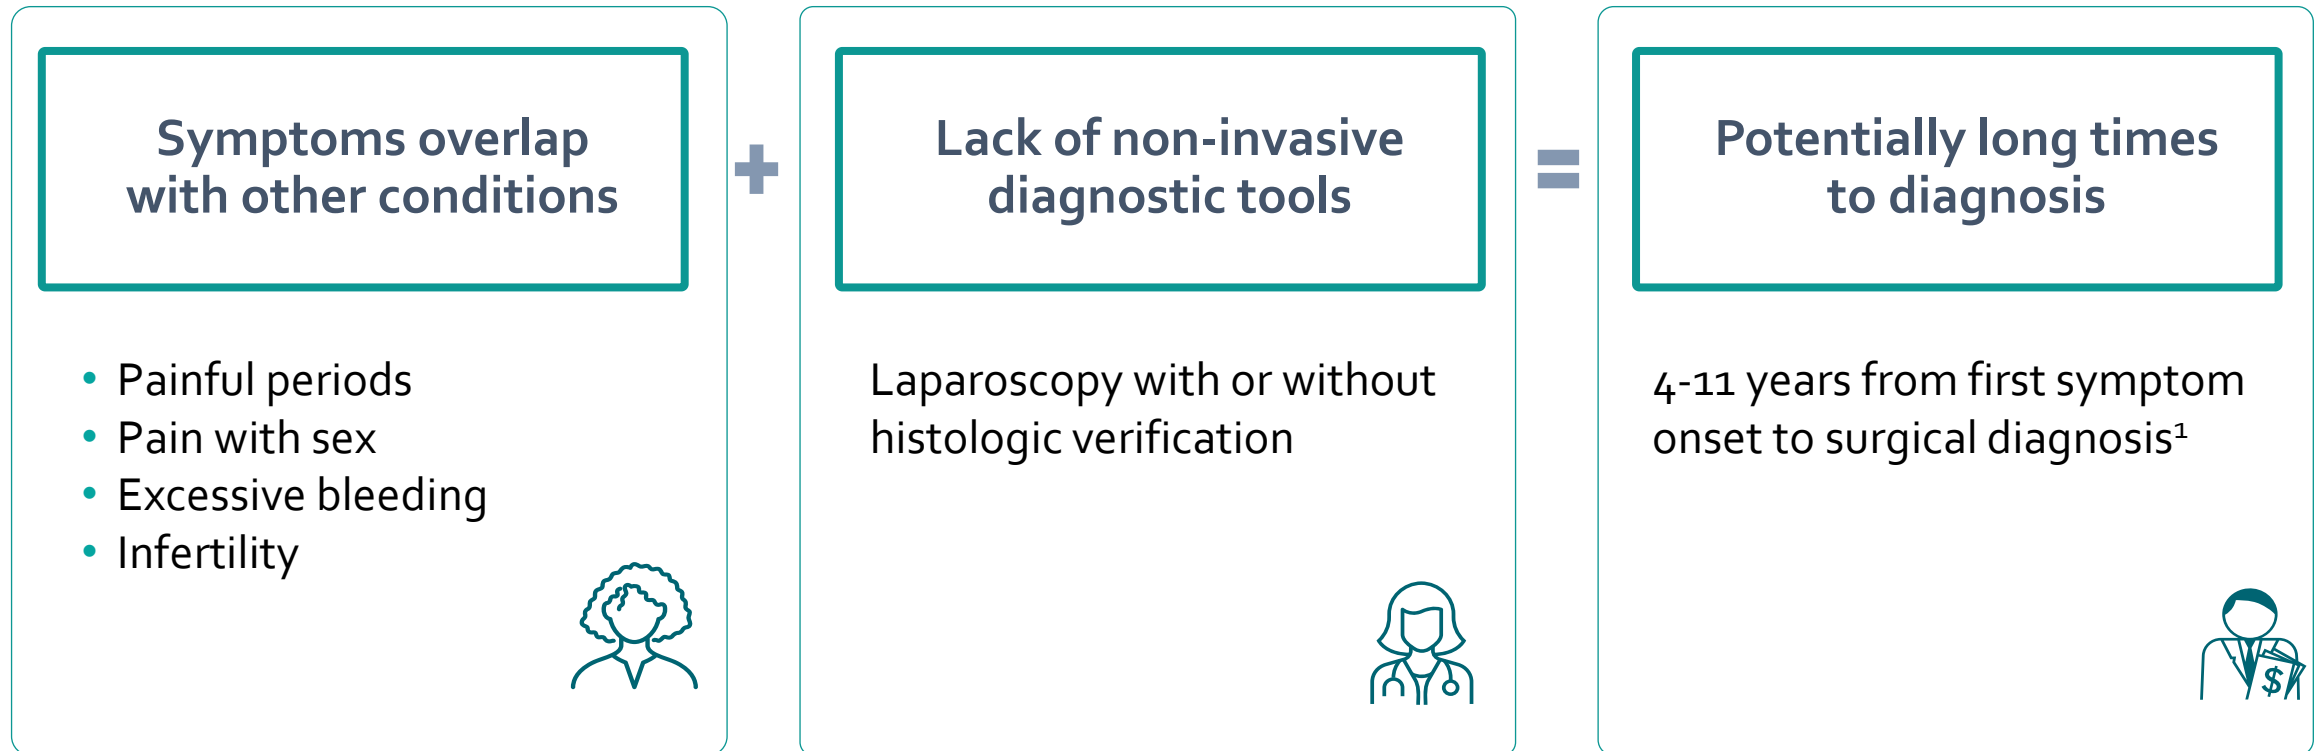 Symptoms overlap
with other conditions
• Painful periods
• Pain with sex
• Excessive bleeding
• Infertility
+
Lack of non-invasive
diagnostic tools
Laparoscopy with or without
histologic verification
=
Potentially long times
to diagnosis
4-11 years from first symptom
onset to surgical diagnosis¹
$